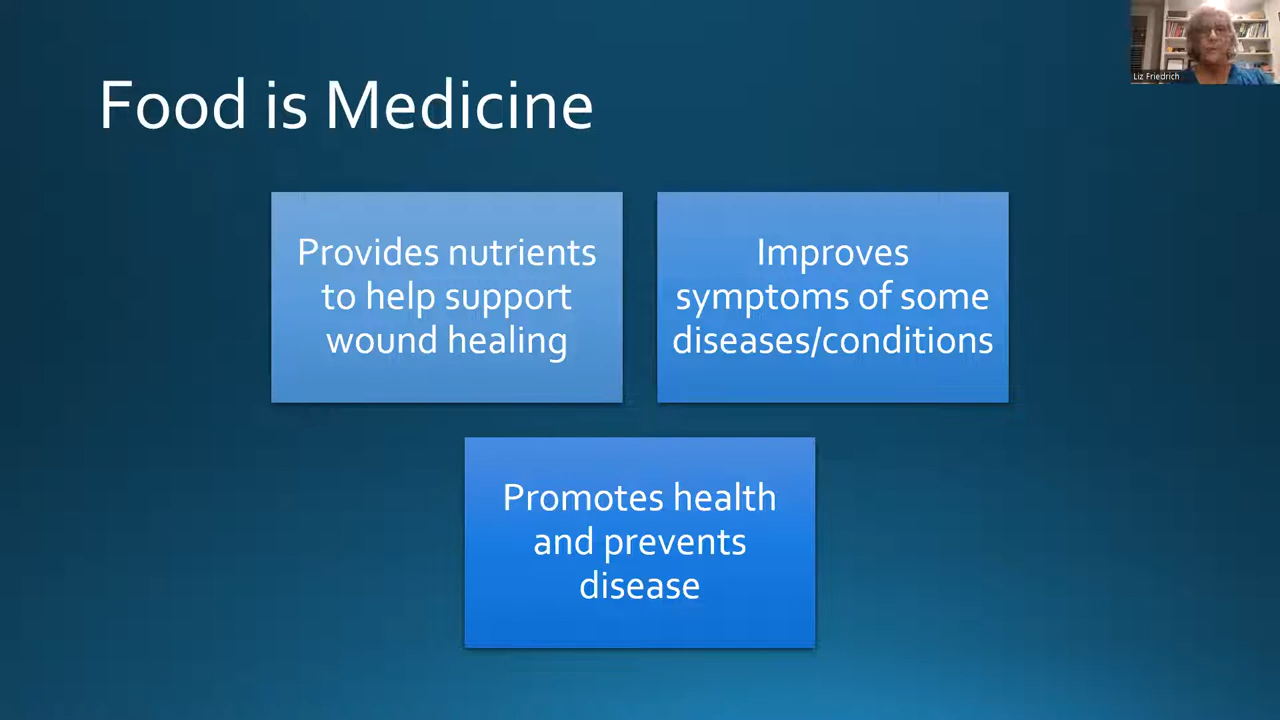 Liz Friedrich
Food is Medicine
Provides nutrients
to help support
wound healing
Improves
symptoms of some
diseases/conditions
Promotes health
and prevents
disease